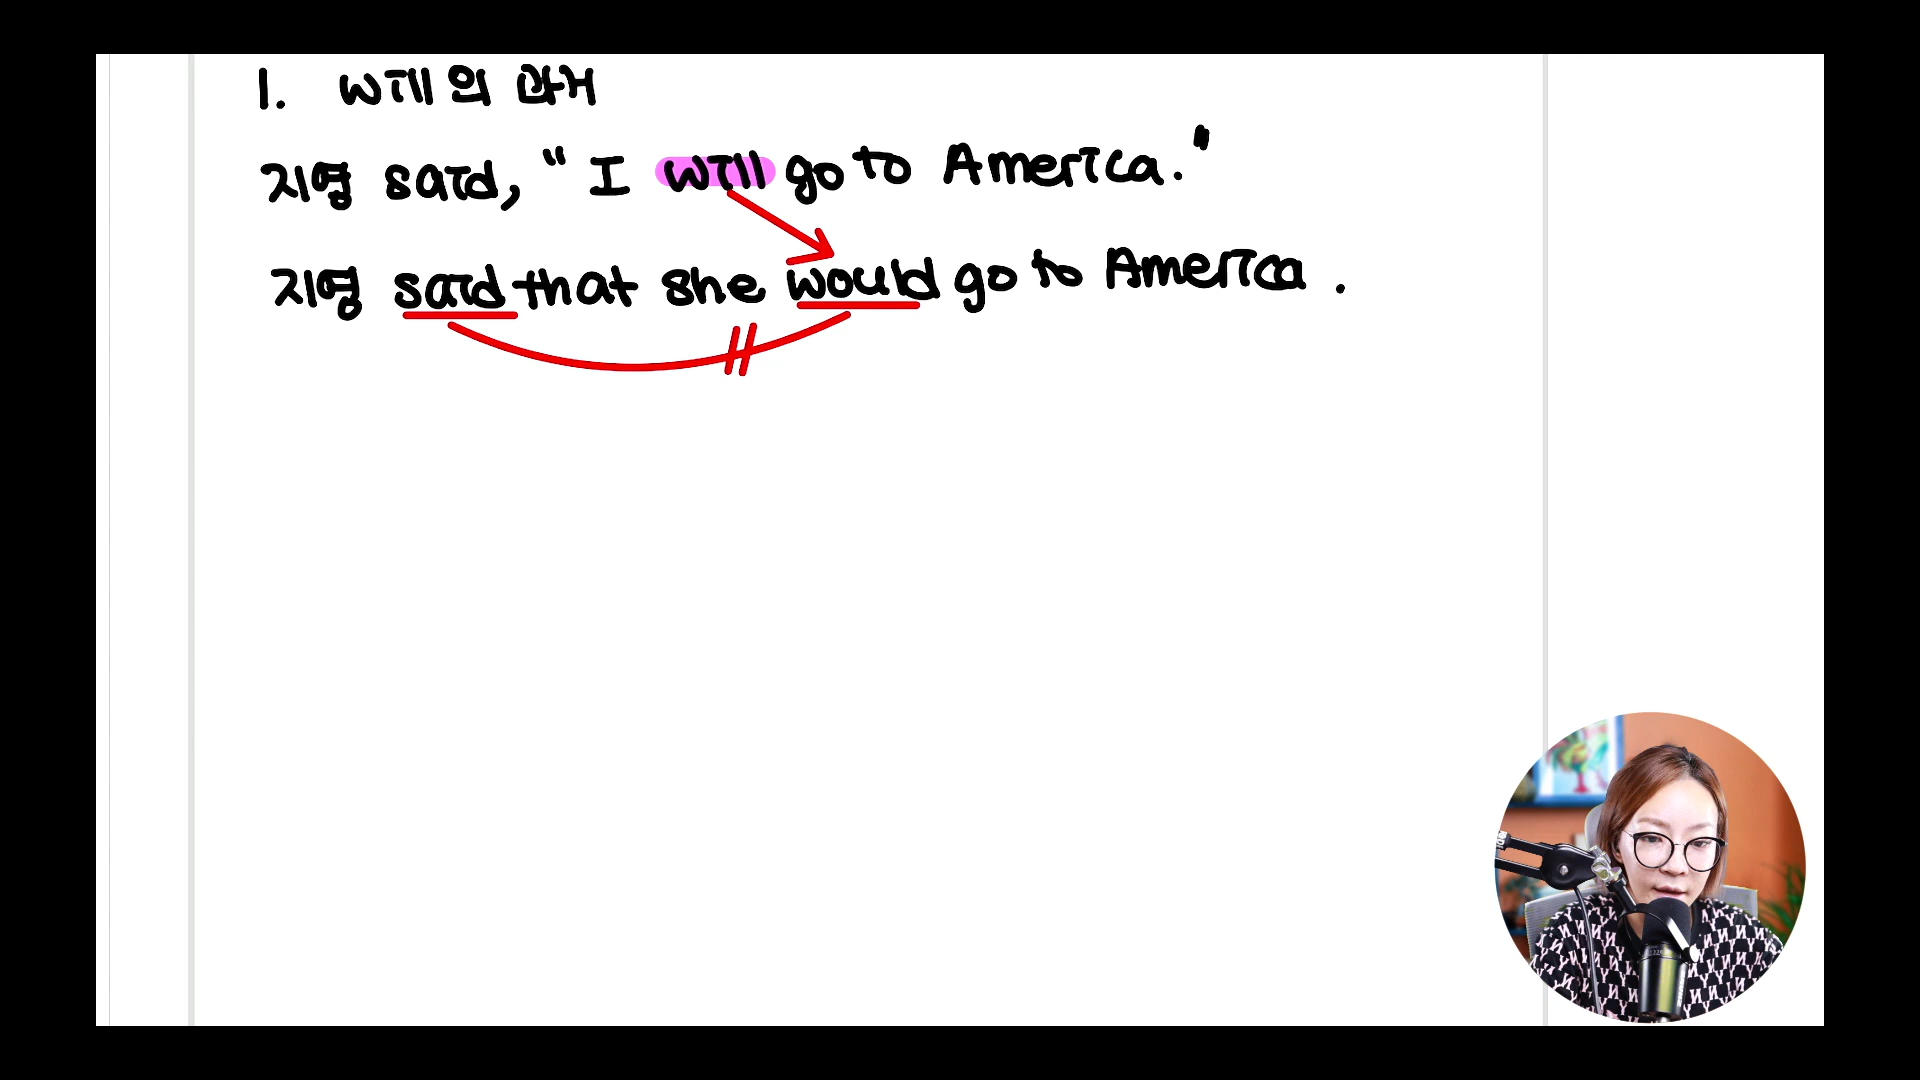 1. will의 과거
지영 said, "I will go to America."
지영 said that she would go to America.